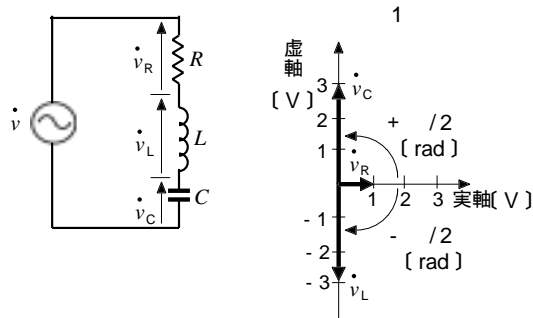 v̇
v̇R
R
v̇L
L
v̇C
C
1
虚軸
〔 V 〕
3
2
1
v̇C
+ /2
〔 rad 〕
v̇R
1 2 3
実軸〔 V 〕
- 1
- 2
- 3
- /2
〔 rad 〕
v̇L